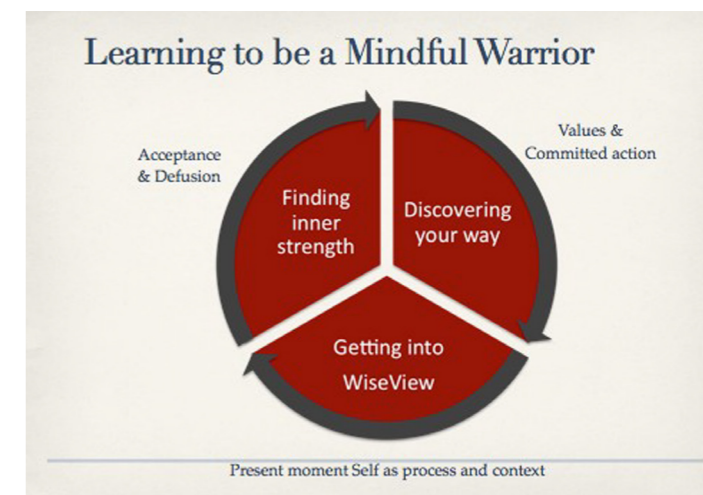 Learning to be a Mindful Warrior
Acceptance
& Defusion
Values &
Committed action
Finding
inner
strength
Discovering
your way
Getting into
WiseView
Present moment Self as process and context